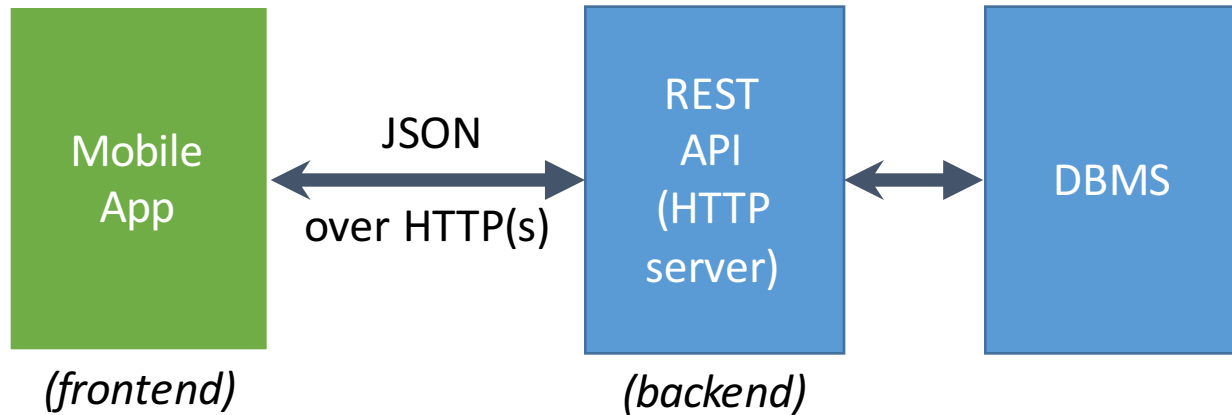 Mobile
App
(frontend)
JSON
over HTTP(s)
REST
API
(HTTP
server)
(backend)
DBMS